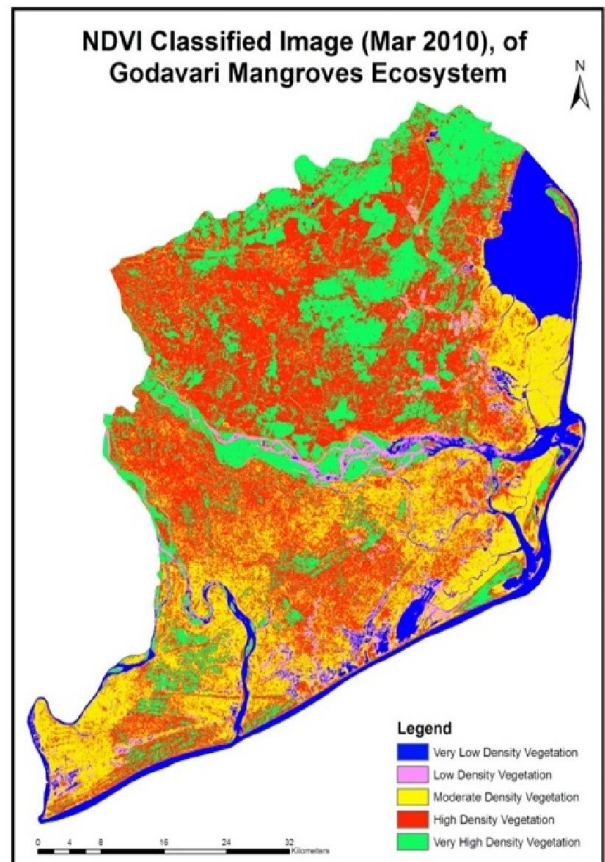 NDVI Classified Image (Mar 2010), of
Godavari Mangroves Ecosystem
N
Legend
Very Low Density Vegetation
Low Density Vegetation
Moderate Density Vegetation
High Density Vegetation
Very High Density Vegetation
0 4 8 16 24 32
Kilometers